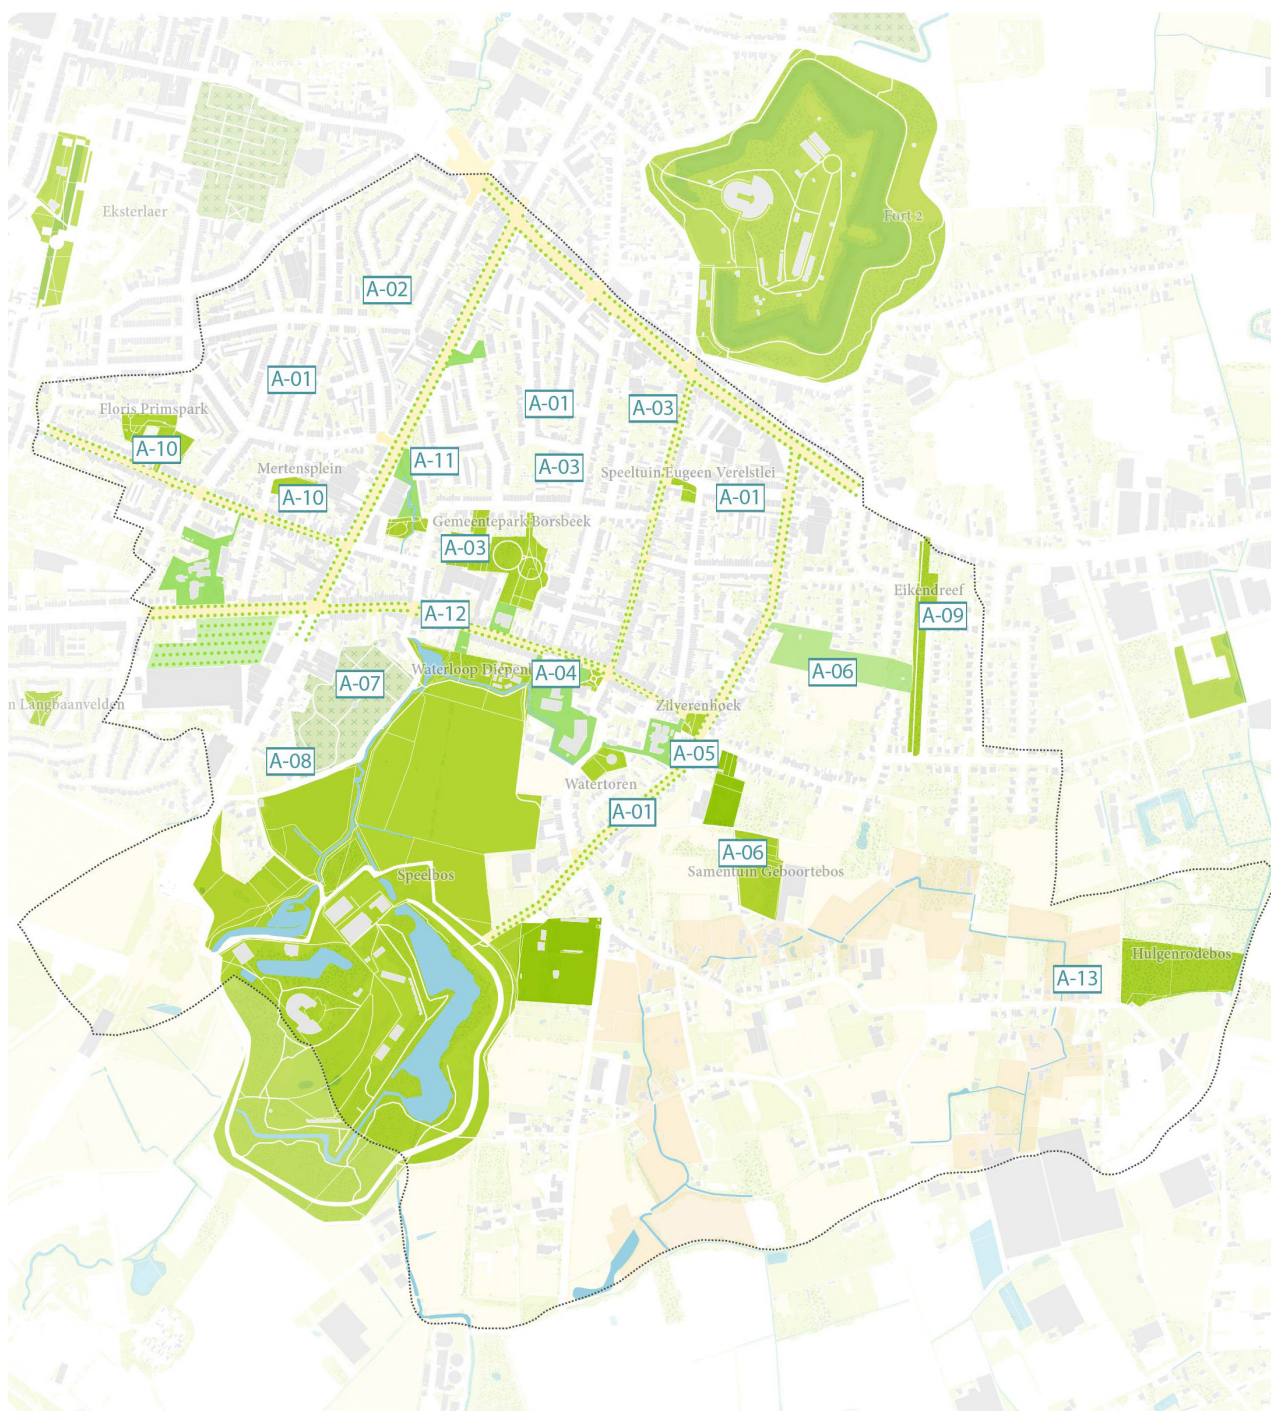 Eksterlaer
Fort 2
A-02
A-01
A-01
A-03
Floris Primspark
A-10
A-11
Mertensplein
A-03
Speeltuin Eugeen Verelstlei
A-10
A-01
Gemeentepark Borsbeek
A-03
Eikendreef
A-12
A-09
Waterloop
A-04
A-06
A-07
n Langbaanvelden
Zilverenhoek
A-05
A-08
Watertoren
A-01
A-06
Samentuin Geboortebos
Speelbos
Hulgenrodebos
A-13